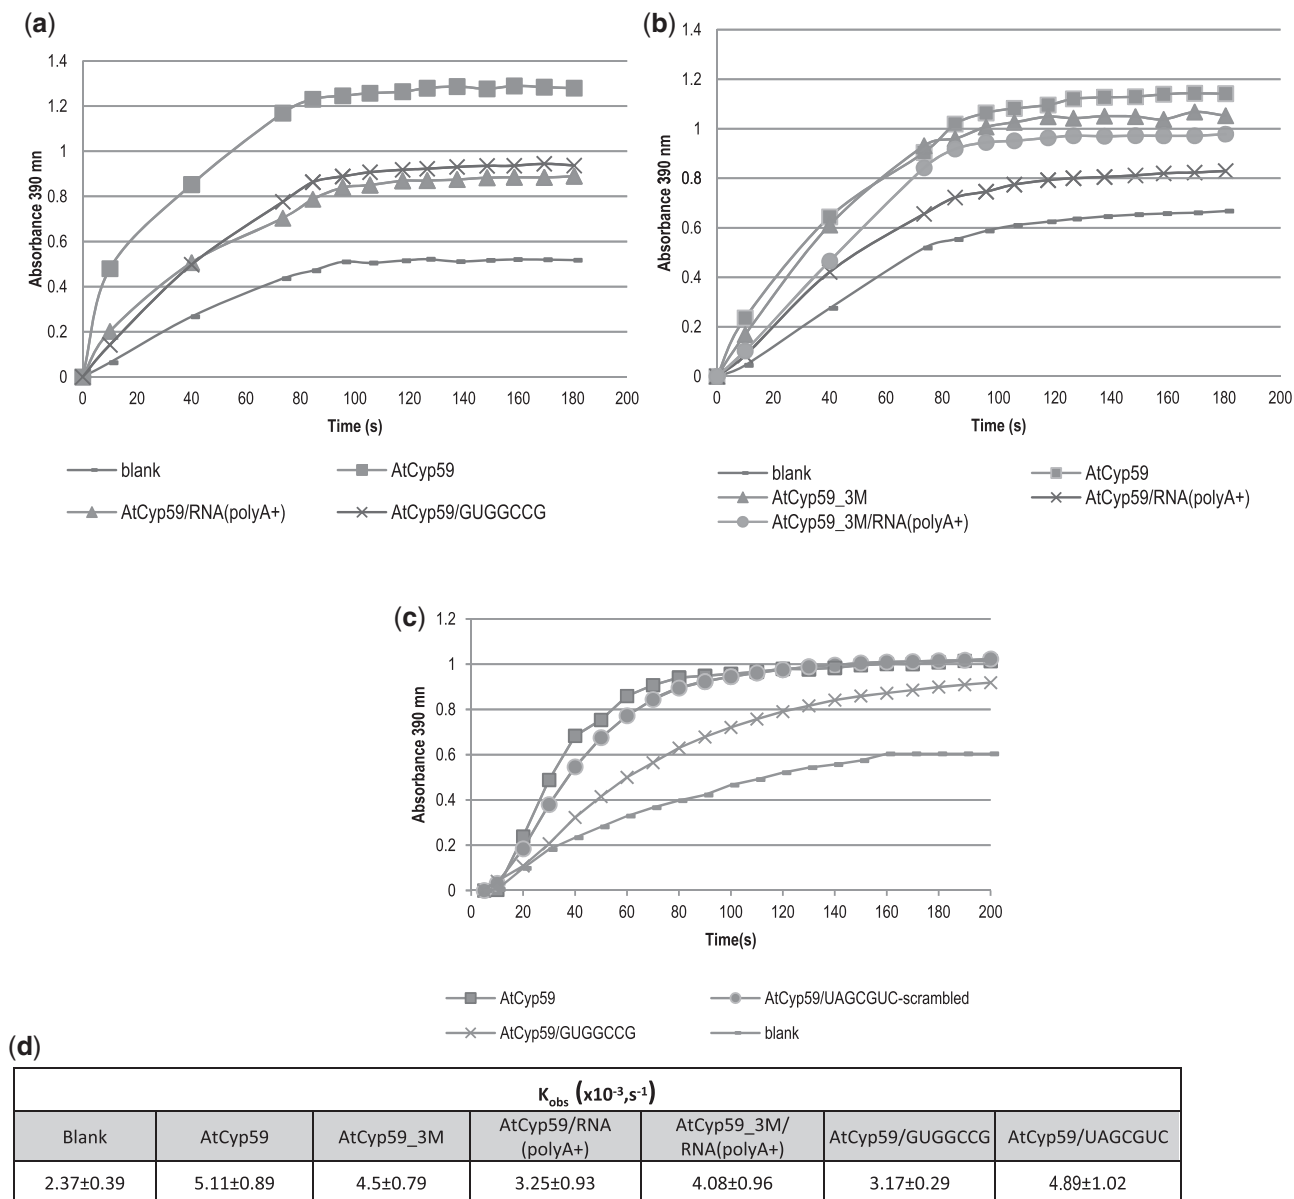 (a)
1.4
1.2
1
0.8
0.6
0.4
0.2
0
Absorbance 390 mn
0 20 40 60 80 100 120 140 160 180 200
Time (s)
blank AtCyp59
AtCyp59/RNA(polyA+) AtCyp59/GUGGCCG
(b)
1.4
1.2
1
0.8
0.6
0.4
0.2
0
Absorbance 390 nm
0 20 40 60 80 100 120 140 160 180 200
Time (s)
blank AtCyp59
AtCyp59_3M AtCyp59/RNA(polyA+)
AtCyp59_3M/RNA(polyA+)
(c)
1.2
1
0.8
0.6
0.4
0.2
0
Absorbance 390 mn
0 20 40 60 80 100 120 140 160 180 200
Time(s)
AtCyp59 AtCyp59/UAGCGUC-scrambled
AtCyp59/GUGGCCG blank
(d)
Kobs (x10-3,s-1)
Blank AtCyp59 AtCyp59_3M AtCyp59/RNA (polyA+) AtCyp59_3M/ RNA(polyA+) AtCyp59/GUGGCCG AtCyp59/UAGCGUC
2.37±0.39 5.11±0.89 4.5±0.79 3.25±0.93 4.08±0.96 3.17±0.29 4.89±1.02